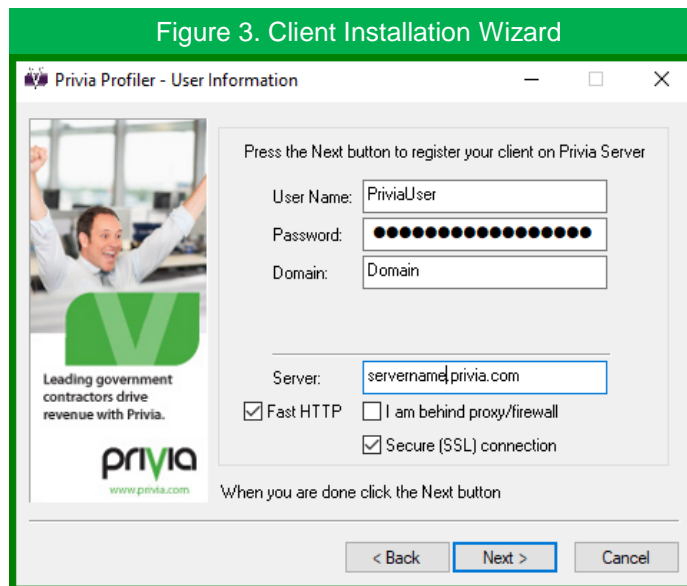 Figure 3. Client Installation Wizard
Privia Profiler - User Information
Press the Next button to register your client on Privia Server
User Name: PriviaUser
Password: ●●●●●●●●●●●●●●●●●
Domain: Domain
Server: servername.privia.com
Fast HTTP I am behind proxy/firewall
Secure (SSL) connection
Leading government
contractors drive
revenue with Privia.
privia
www.privia.com
When you are done click the Next button
< Back Next > Cancel